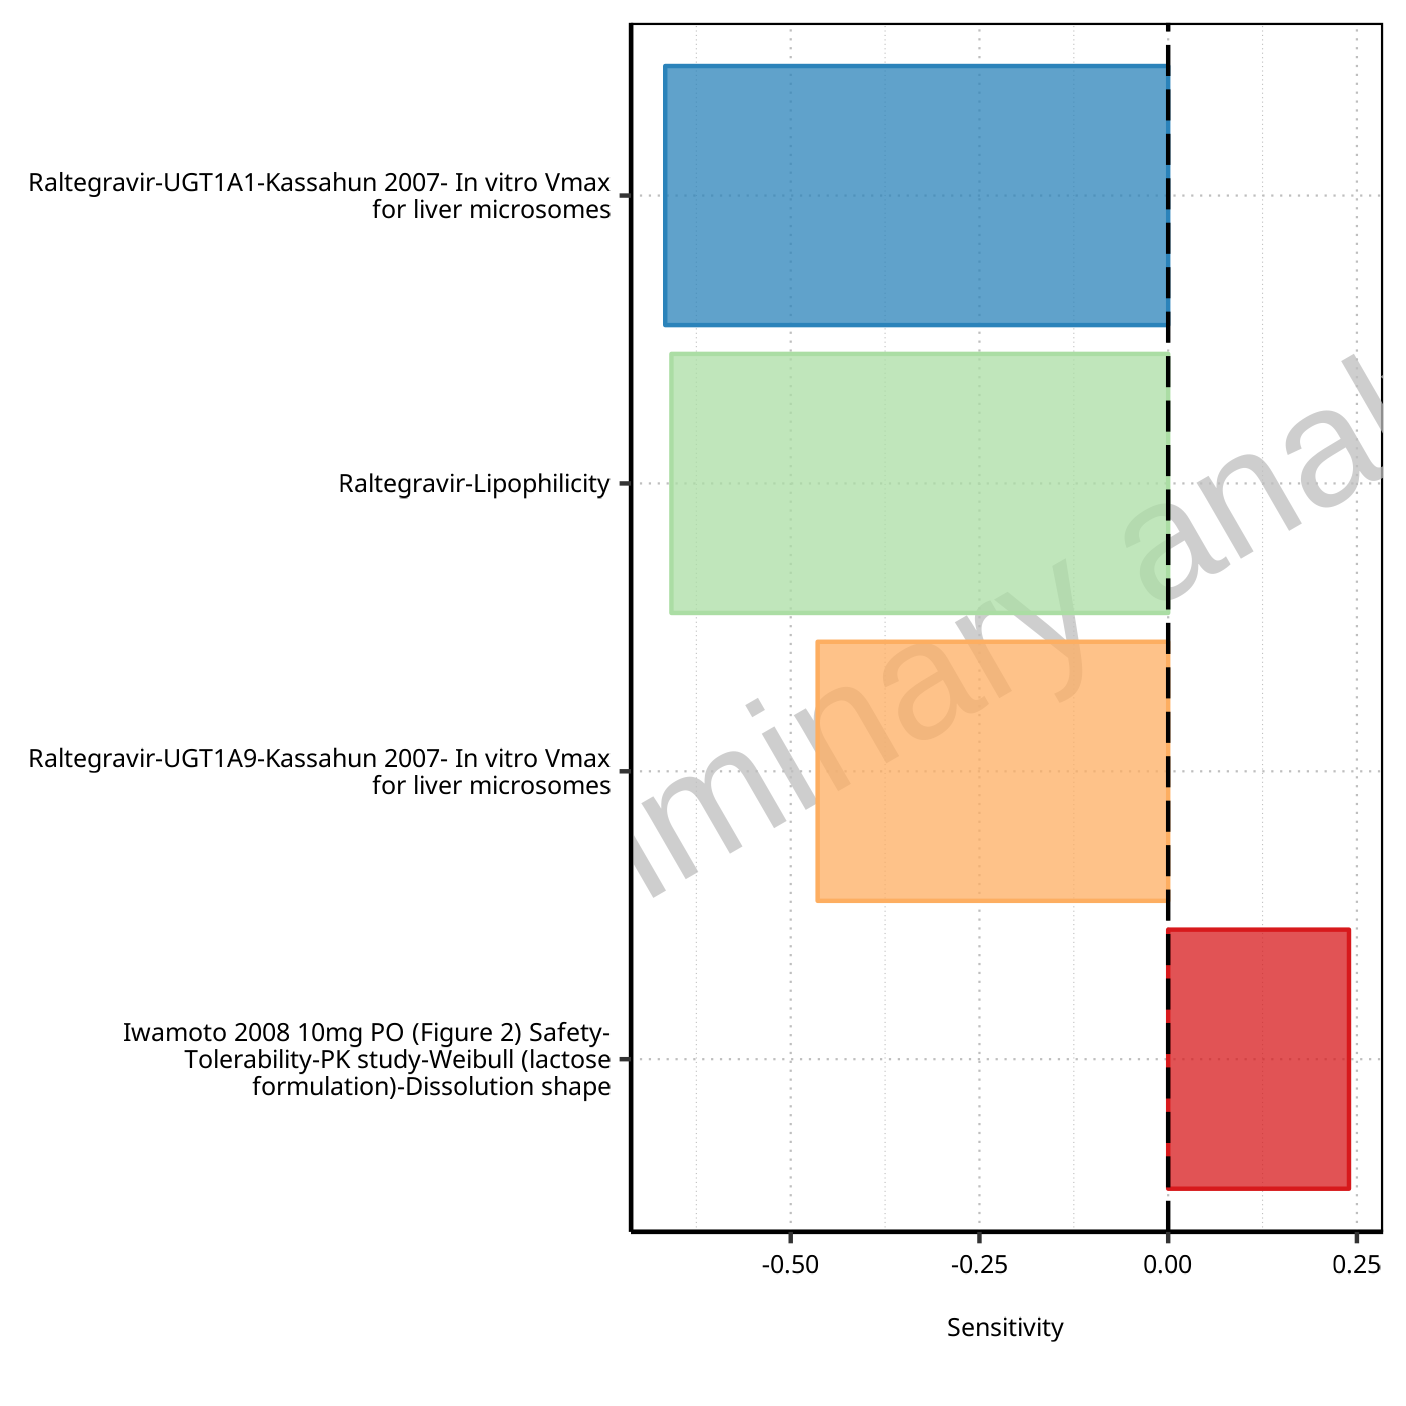 Raltegravir-UGT1A1-Kassahun 2007- In vitro Vmax
for liver microsomes
Raltegravir-Lipophilicity
Raltegravir-UGT1A9-Kassahun 2007- In vitro Vmax
for liver microsomes
Iwamoto 2008 10mg PO (Figure 2) Safety-
Tolerability-PK study-Weibull (lactose
formulation)-Dissolution shape
minary anal
-0.50 -0.25 0.00 0.25
Sensitivity